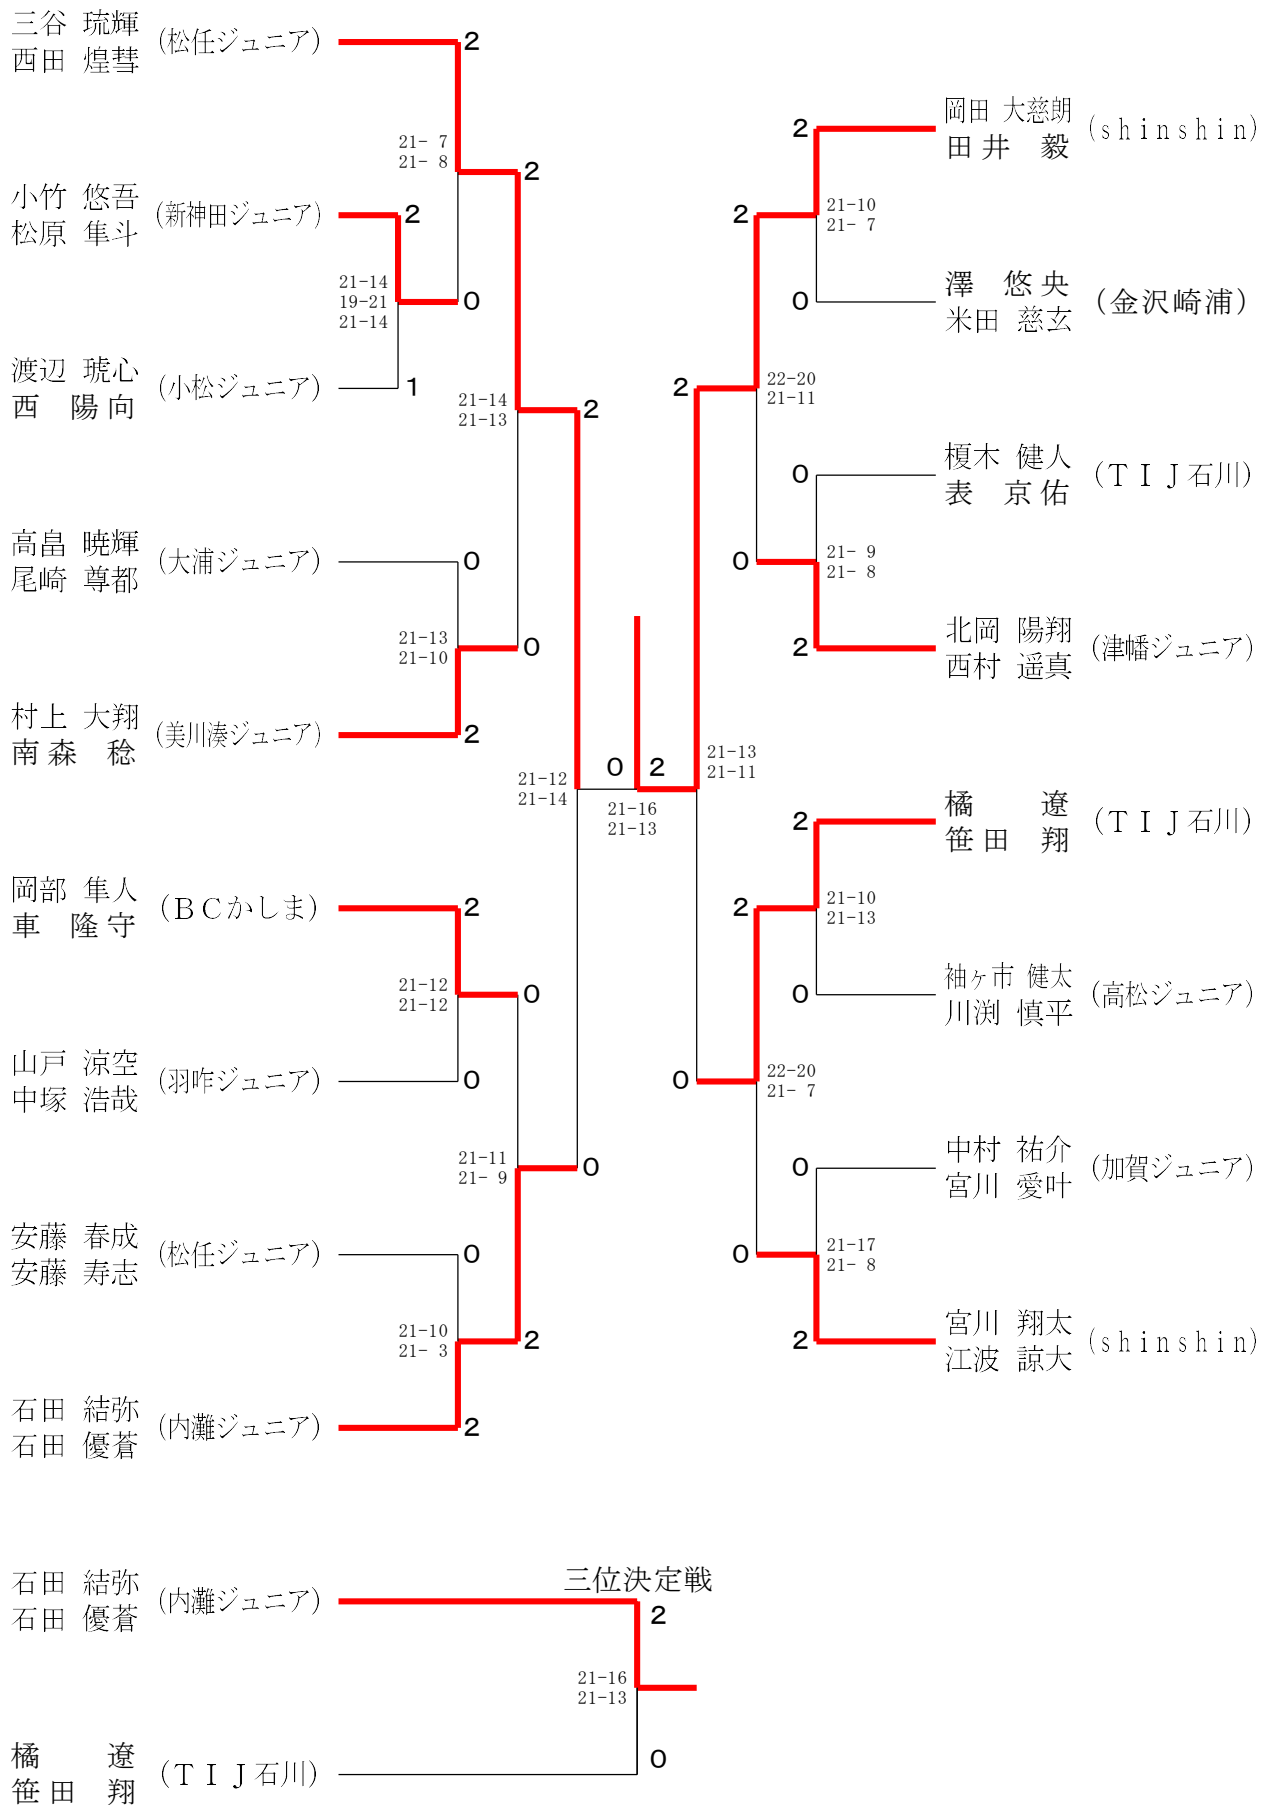 三谷 琉輝
西田 煌彗
(松任ジュニア)
2
21- 7
21- 8
2
小竹 悠吾
松原 隼斗
(新神田ジュニア)
2
21-14
19-21
21-14
0
渡辺 琥心
西 陽向
(小松ジュニア)
1
21-14
21-13
2
高畠 暁輝
尾崎 尊都
(大浦ジュニア)
0
21-13
21-10
0
村上 大翔
南森 稔
(美川湊ジュニア)
2
21-12
21-14
岡部 隼人
車 隆守
(BCかしま)
2
21-12
21-12
0
山戸 涼空
中塚 浩哉
(羽咋ジュニア)
0
21-11
21- 9
0
安藤 春成
安藤 寿志
(松任ジュニア)
0
21-10
21- 3
2
石田 結弥
石田 優蒼
(内灘ジュニア)
2
0 2
21-16
21-13
岡田 大慈朗
田井 毅
(shinshin)
2
2
21-10
21- 7
澤 悠央
米田 慈玄
(金沢崎浦)
0
2
22-20
21-11
榎木 健人
表 京佑
(TIJ石川)
0
0
21- 9
21- 8
北岡 陽翔
西村 遥真
(津幡ジュニア)
2
21-13
21-11
橘 遼
笹田 翔
(TIJ石川)
2
2
21-10
21-13
袖ヶ市 健太
川渕 慎平
(高松ジュニア)
0
0
22-20
21- 7
中村 祐介
宮川 愛叶
(加賀ジュニア)
0
0
21-17
21- 8
宮川 翔太
江波 諒大
(shinshin)
2
三位決定戦
石田 結弥
石田 優蒼
(内灘ジュニア)
2
21-16
21-13
橘 遼
笹田 翔
(TIJ石川)
0